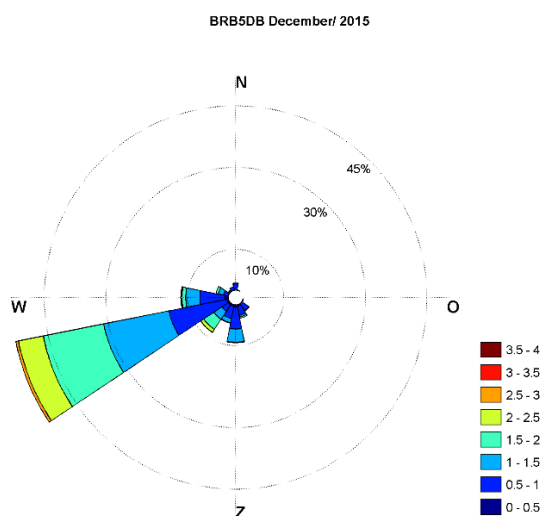 BRB5DB December/ 2015
N
45%
30%
10%
W
O
3.5 - 4
3 - 3.5
2.5 - 3
2 - 2.5
1.5 - 2
1 - 1.5
0.5 - 1
0 - 0.5
Z